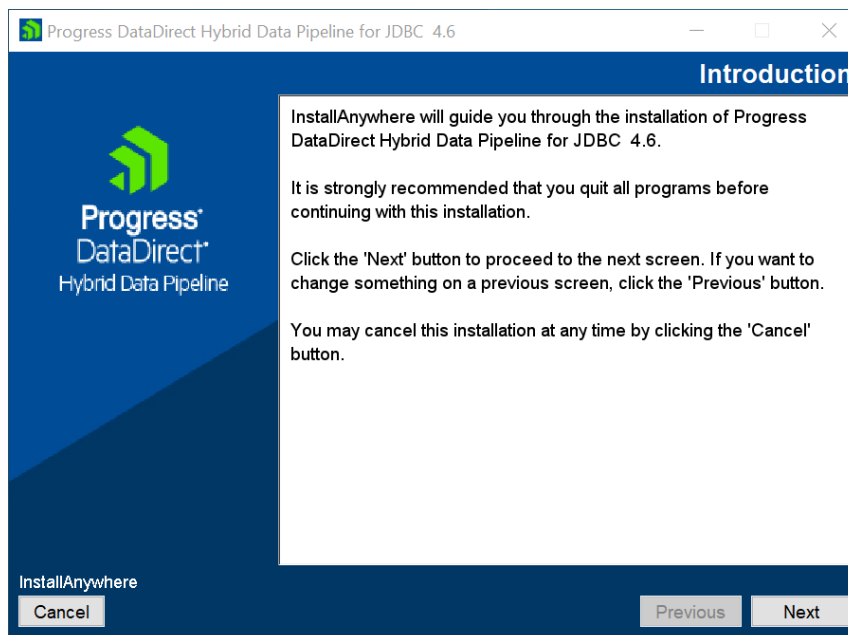 Progress DataDirect Hybrid Data Pipeline for JDBC  4.6
Introduction
Progress
DataDirect
Hybrid Data Pipeline
InstallAnywhere will guide you through the installation of Progress
DataDirect Hybrid Data Pipeline for JDBC  4.6.
It is strongly recommended that you quit all programs before
continuing with this installation.
Click the 'Next' button to proceed to the next screen. If you want to
change something on a previous screen, click the 'Previous' button.
You may cancel this installation at any time by clicking the 'Cancel'
button.
InstallAnywhere
Cancel
Previous
Next